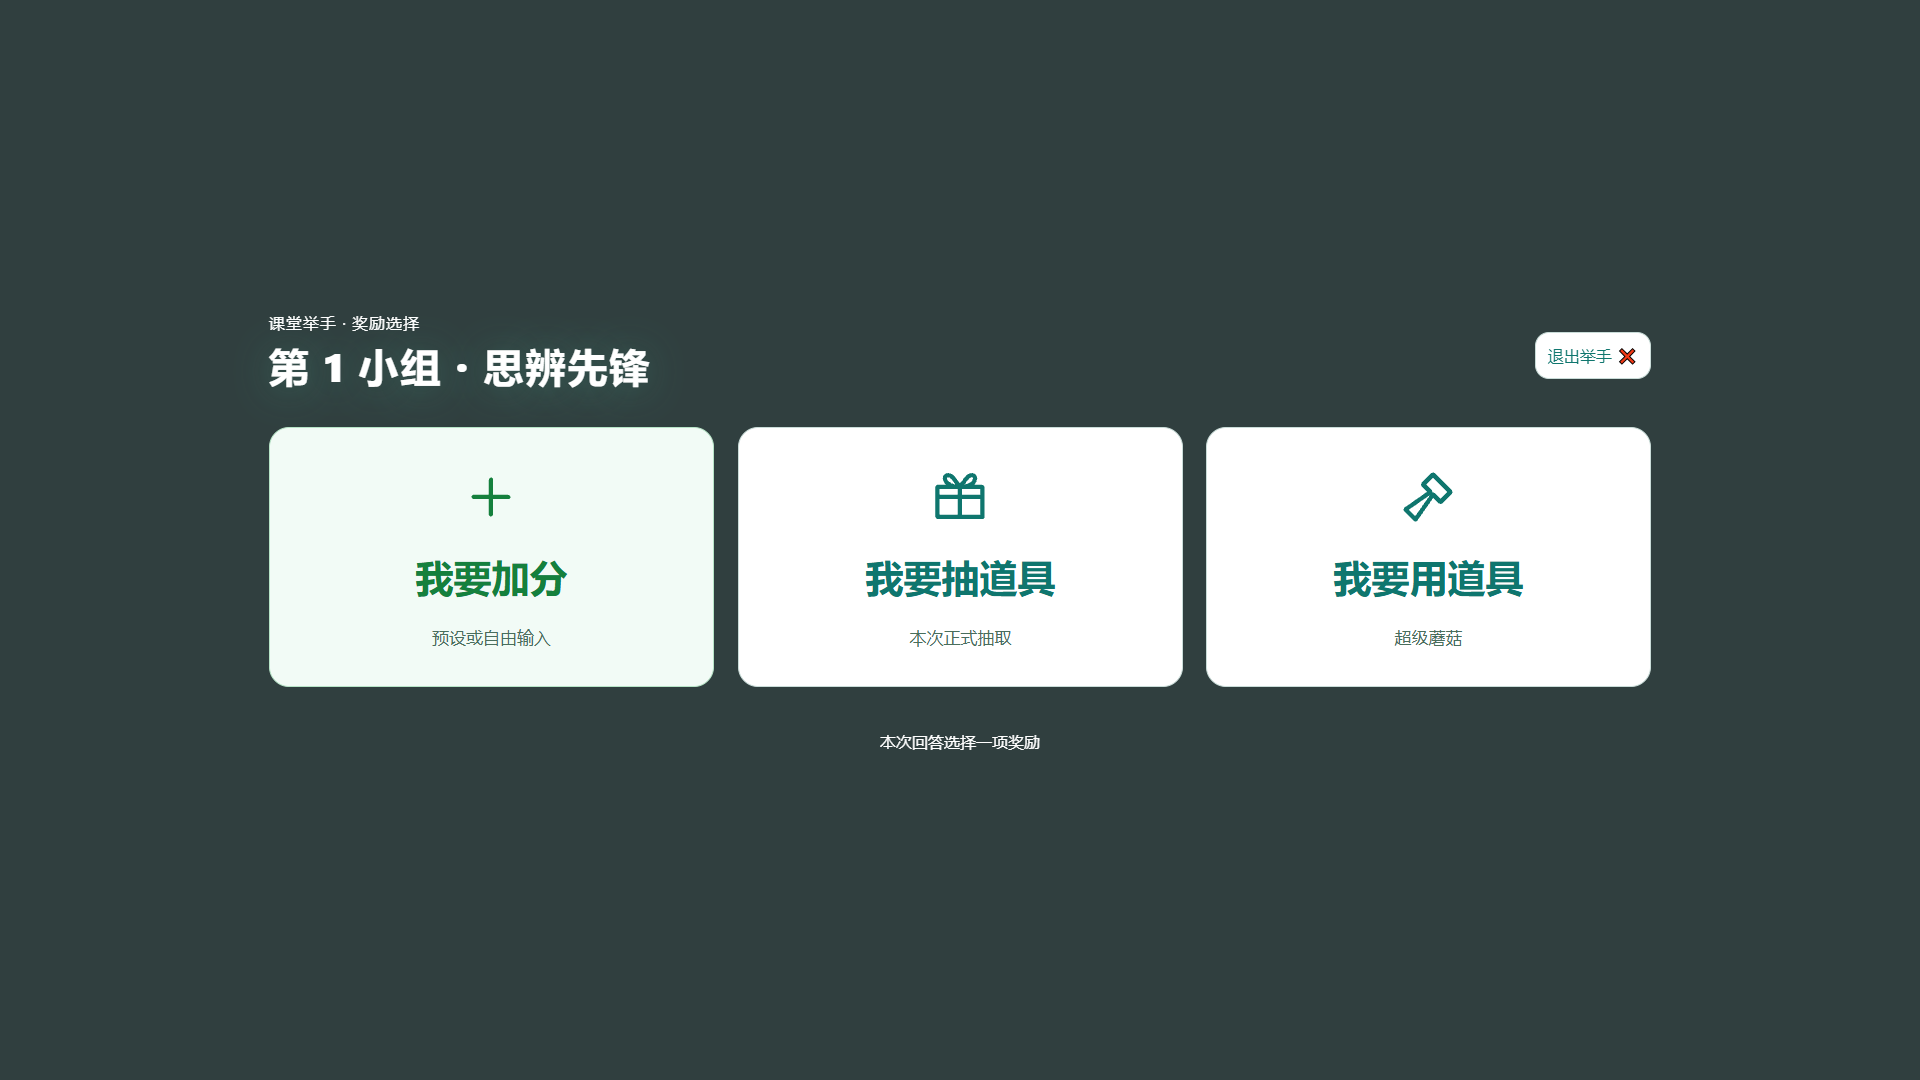 课堂举手 · 奖励选择
第 1 小组 · 思辨先锋
退出举手
我要加分
预设或自由输入
我要抽道具
本次正式抽取
我要用道具
超级蘑菇
本次回答选择一项奖励